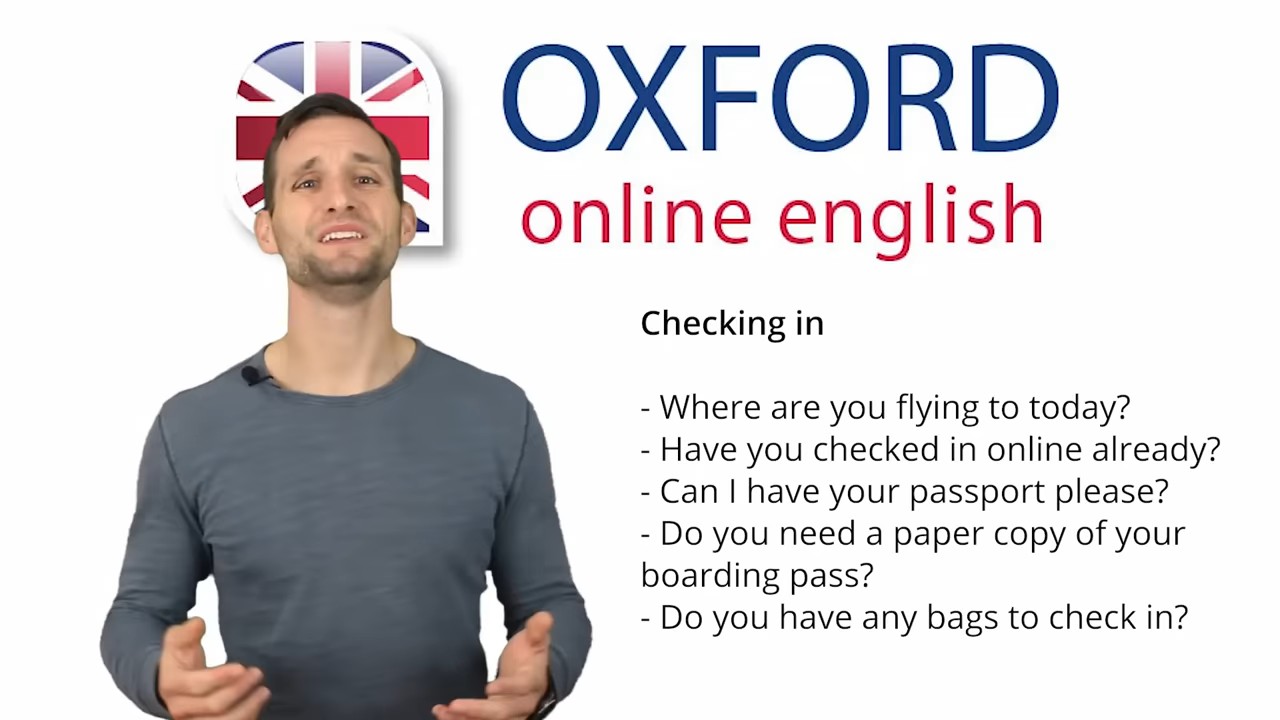 OXFORD
online english
Checking in
- Where are you flying to today?
- Have you checked in online already?
- Can I have your passport please?
- Do you need a paper copy of your
boarding pass?
- Do you have any bags to check in?